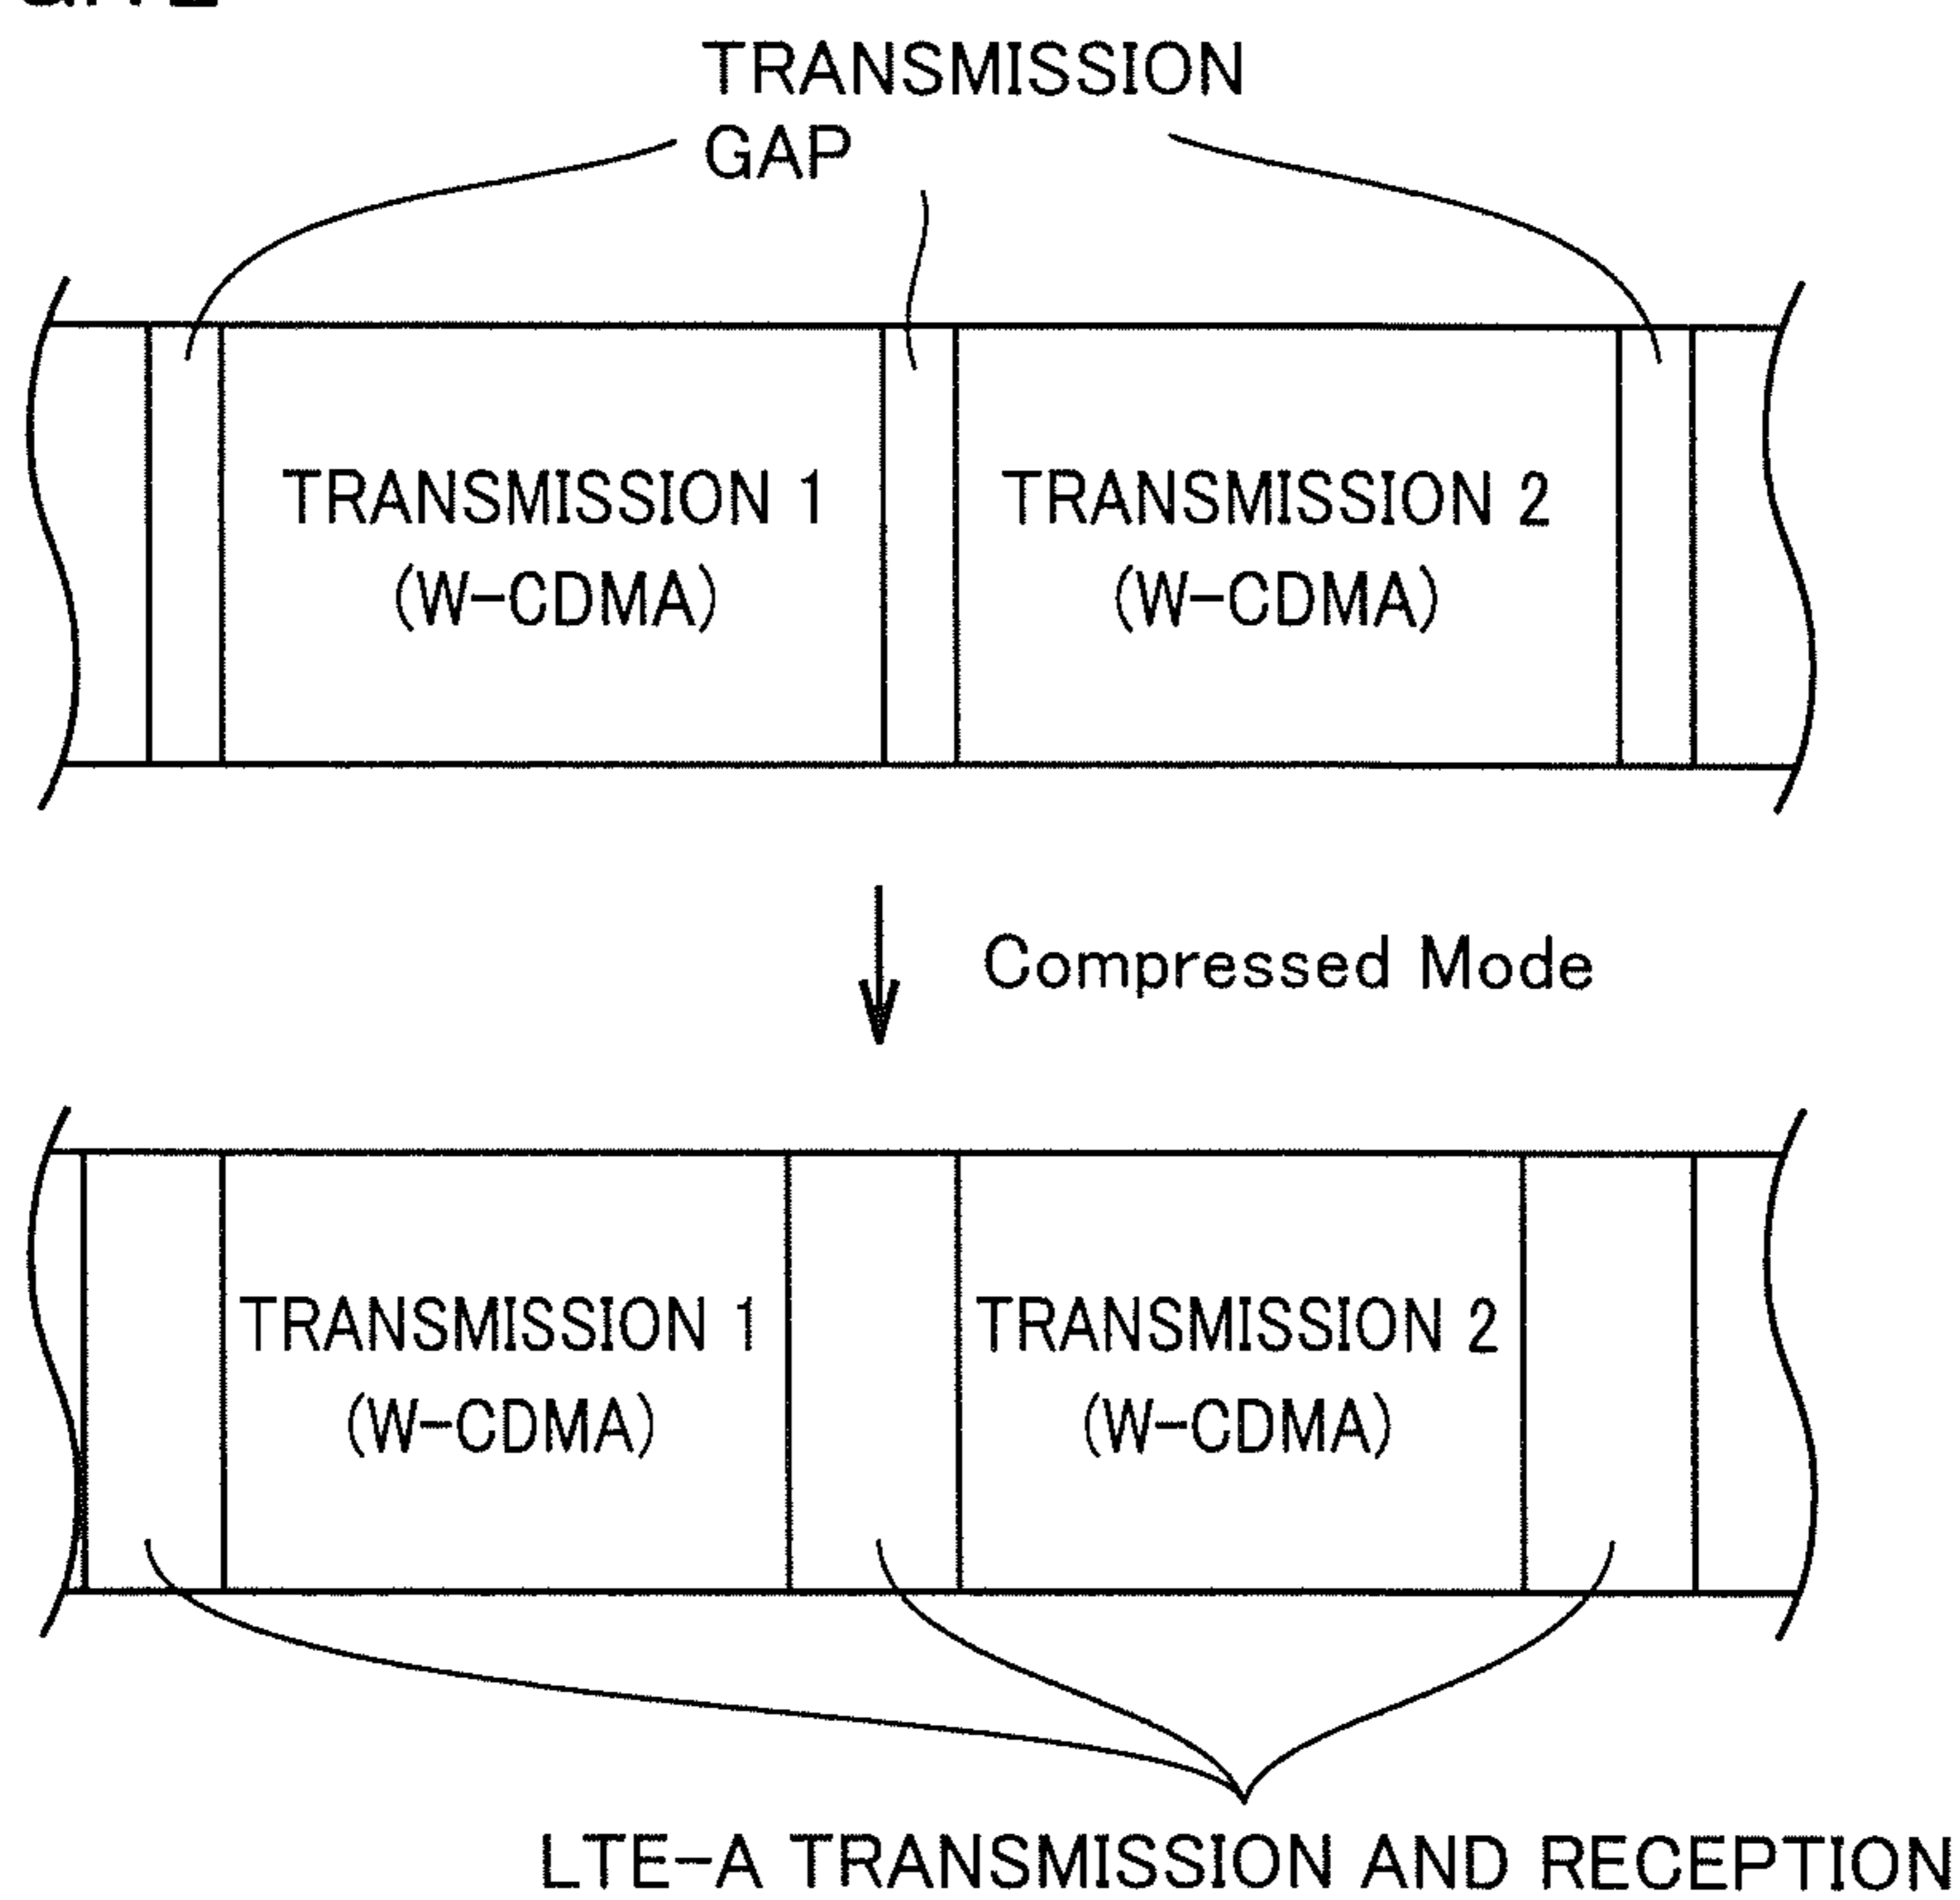 TRANSMISSION
GAP
TRANSMISSION 1
(W-CDMA)
TRANSMISSION 2
(W-CDMA)
Compressed Mode
TRANSMISSION 1
(W-CDMA)
TRANSMISSION 2
(W-CDMA)
LTE-A TRANSMISSION AND RECEPTION